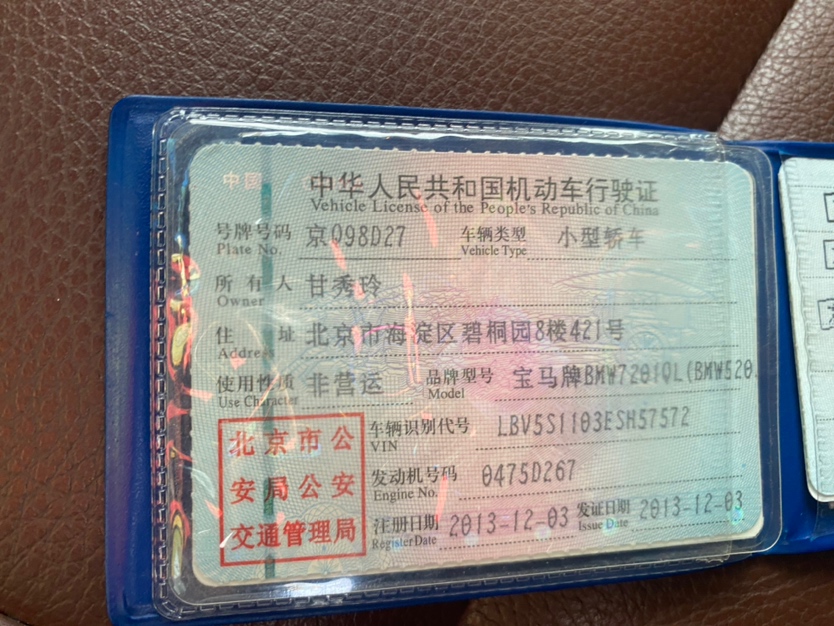 中国
中华人民共和国机动车行驶证
Vehicle License of the People's Republic of China
号牌号码 京098D27 车辆类型 小型轿车
Plate No. Vehicle Type
所有人 甘秀玲
Owner
住址 北京市海淀区碧桐园8楼421号
Address
使用性质 非营运 品牌型号 宝马牌BMW7201QL(BMW520
Use Character Model
北京市公
安局公安
交通管理局
车辆识别代号 LBV5S1103ESH57572
VIN
发动机号码 0475D267
Engine No.
注册日期 2013-12-03 发证日期 2013-12-03
Register Date Issue Date